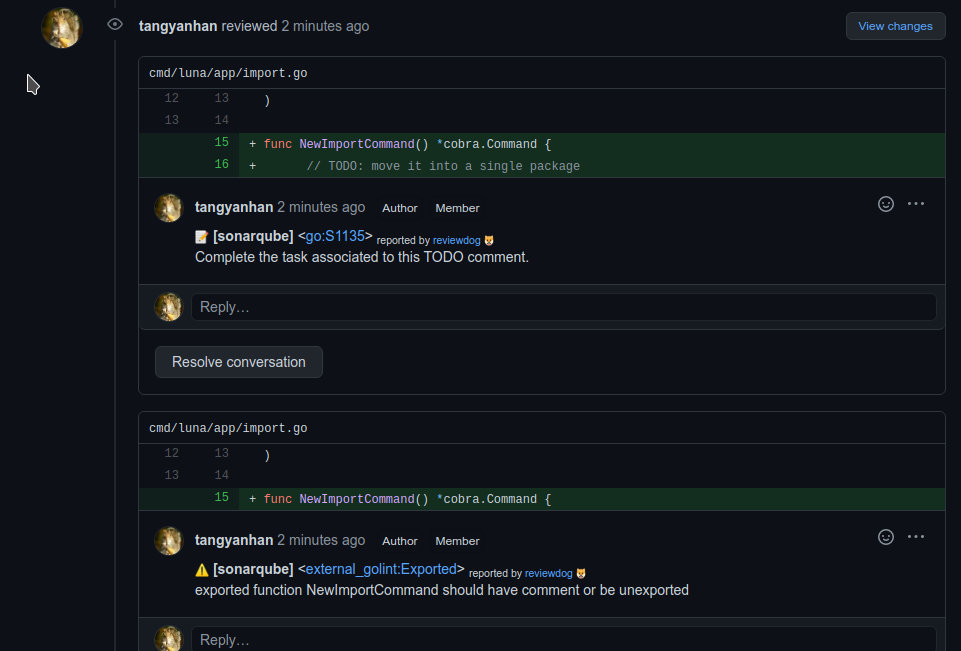 tangyanhan reviewed 2 minutes ago
View changes
cmd/luna/app/import.go
12 13 )
13 14
15 + func NewImportCommand() *cobra.Command {
16 + // TODO: move it into a single package
tangyanhan 2 minutes ago Author Member
[sonarqube] <go:S1135> reported by reviewdog
Complete the task associated to this TODO comment.
Reply…
Resolve conversation
cmd/luna/app/import.go
12 13 )
13 14
15 + func NewImportCommand() *cobra.Command {
tangyanhan 2 minutes ago Author Member
[sonarqube] <external_golint:Exported> reported by reviewdog
exported function NewImportCommand should have comment or be unexported
Reply…